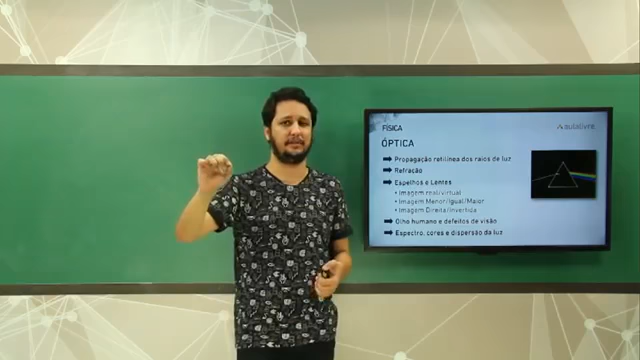 FÍSICA
aulalivre
ÓPTICA
Propagação retilínea dos raios de luz
Refração
Espelhos e Lentes
• Imagem real/virtual
• Imagem Menor/Igual/Maior
• Imagem Direita/Invertida
Olho humano e defeitos de visão
Espectro, cores e dispersão da luz